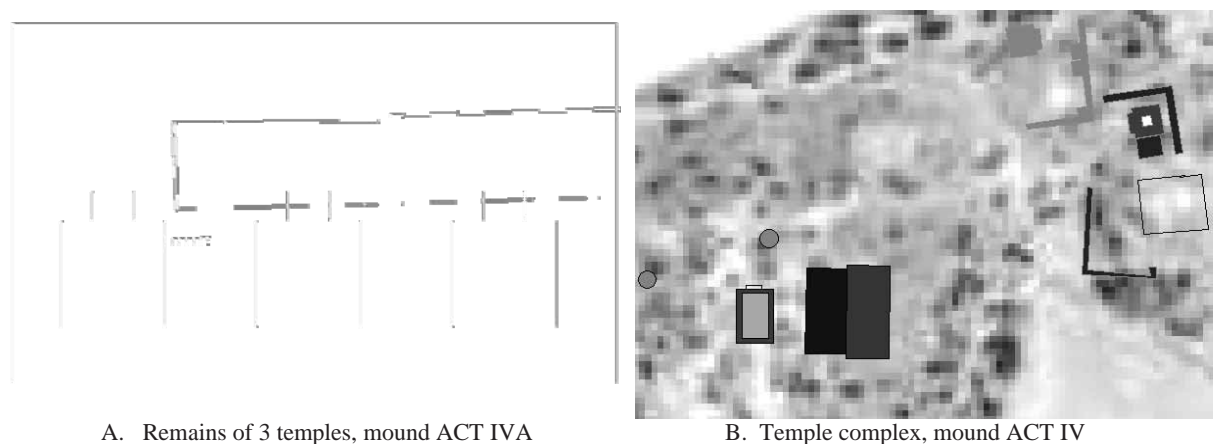 A. Remains of 3 temples, mound ACT IVA
B. Temple complex, mound ACT IV